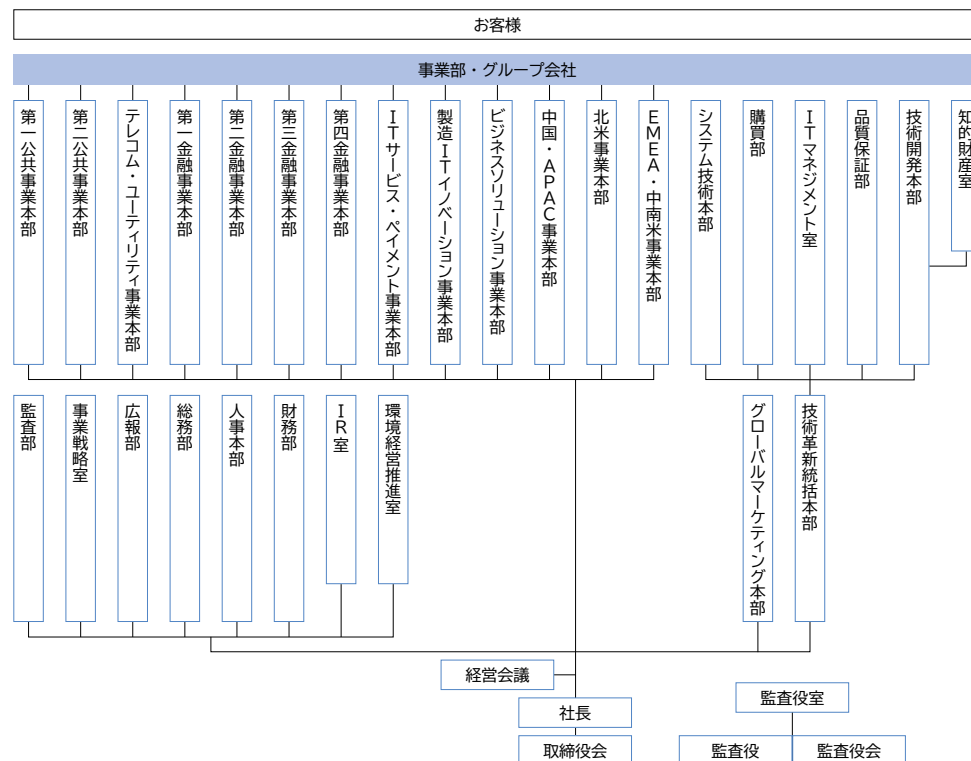 お客様
事業部・グループ会社
第一公共事業本部
第二公共事業本部
テレコム・ユーティリティ事業本部
第一金融事業本部
第二金融事業本部
第三金融事業本部
第四金融事業本部
ITサービス・ペイメント事業本部
製造ITイノベーション事業本部
ビジネスソリューション事業本部
中国・APAC事業本部
北米事業本部
EMEA・中南米事業本部
システム技術本部
購買部
ITマネジメント室
品質保証部
技術開発本部
知的財産室
監査部
事業戦略室
広報部
総務部
人事本部
財務部
IR室
環境経営推進室
グローバルマーケティング本部
技術革新統括本部
経営会議
社長
取締役会
監査役室
監査役
監査役会